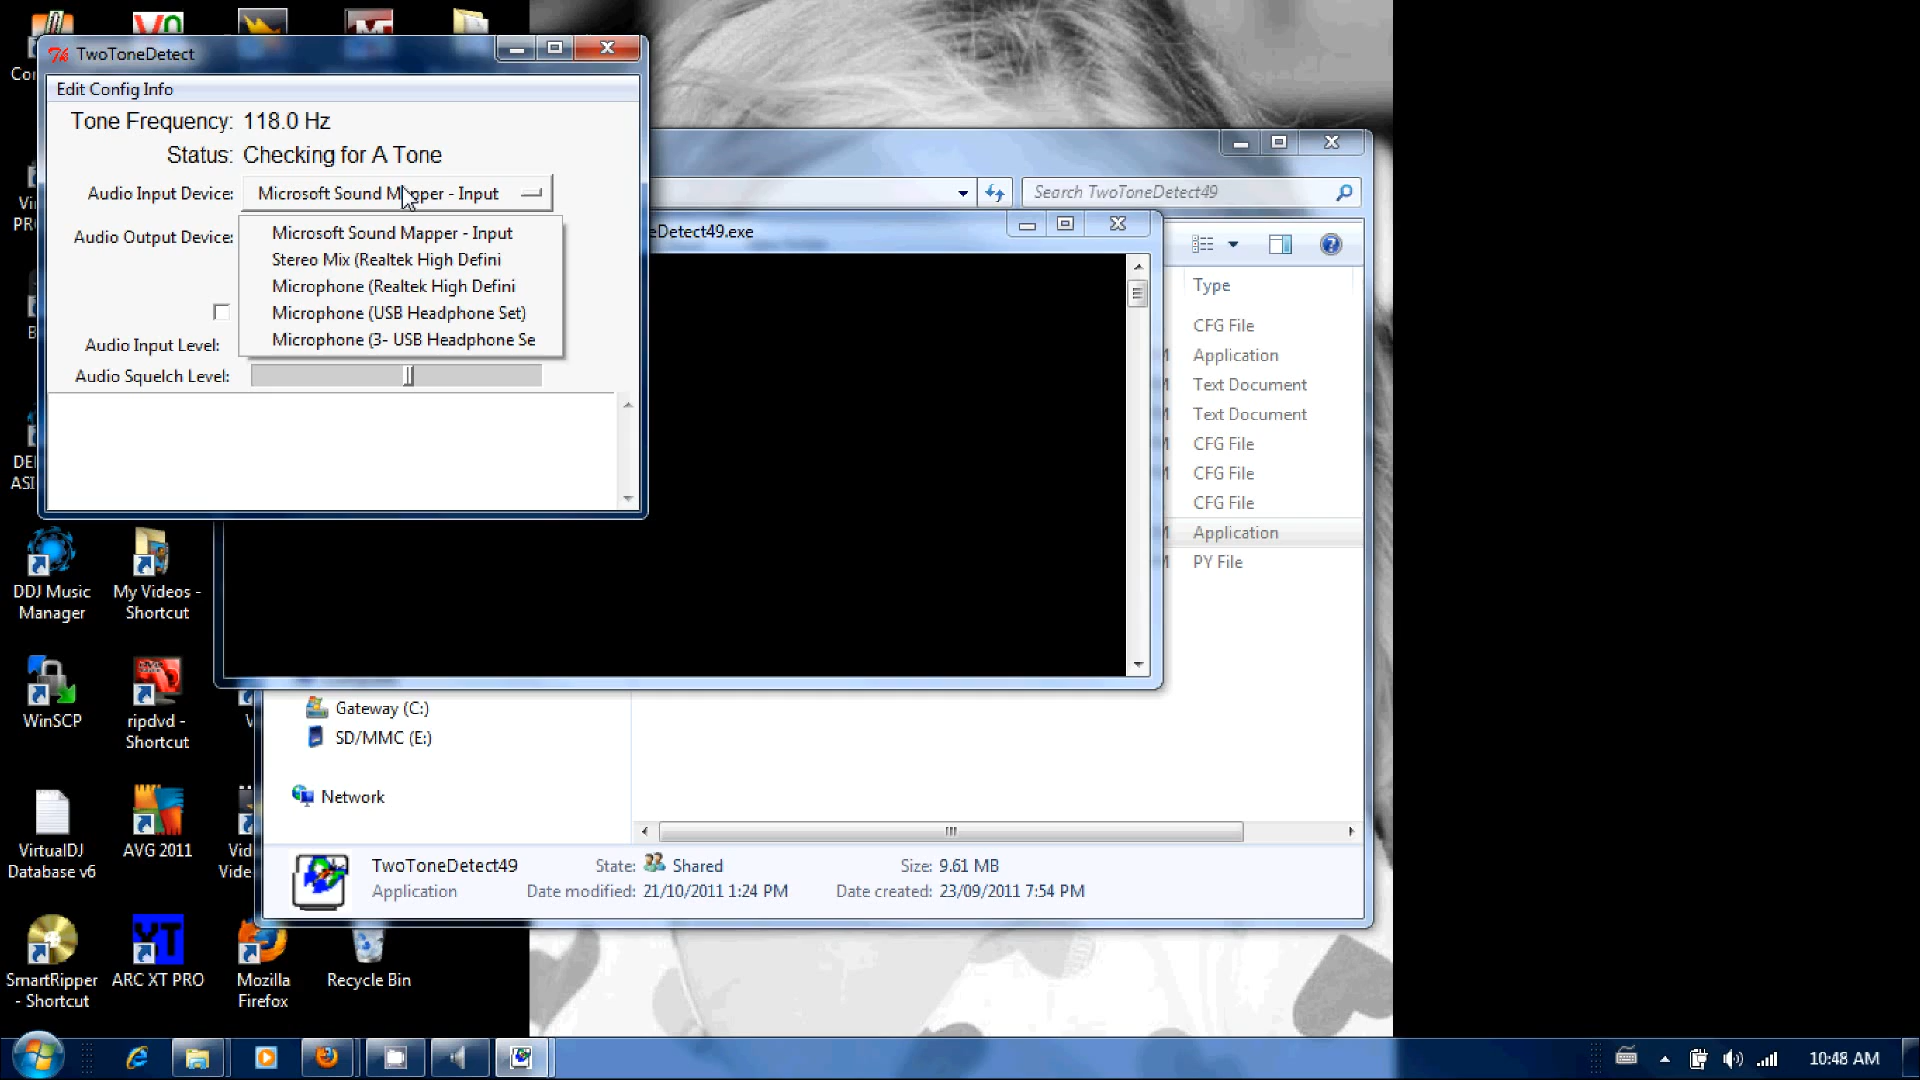 TwoToneDetect
Edit Config Info
Tone Frequency: 118.0 Hz
Status: Checking for A Tone
Audio Input Device: Microsoft Sound Mapper - Input
Audio Output Device:
Microsoft Sound Mapper - Input
Stereo Mix (Realtek High Defini
Microphone (Realtek High Defini
Microphone (USB Headphone Set)
Microphone (3- USB Headphone Se
Audio Input Level:
Audio Squelch Level:
Search TwoToneDetect49
eDetect49.exe
Type
CFG File
Application
Text Document
Text Document
CFG File
CFG File
CFG File
Application
PY File
Gateway (C:)
SD/MMC (E:)
Network
TwoToneDetect49
State: Shared
Size: 9.61 MB
Application
Date modified: 21/10/2011 1:24 PM
Date created: 23/09/2011 7:54 PM
DDJ Music
Manager
My Videos -
Shortcut
WinSCP
ripdvd -
Shortcut
VirtualDJ
Database v6
AVG 2011
Vid
Vide
SmartRipper
- Shortcut
ARC XT PRO
Mozilla
Firefox
Recycle Bin
10:48 AM